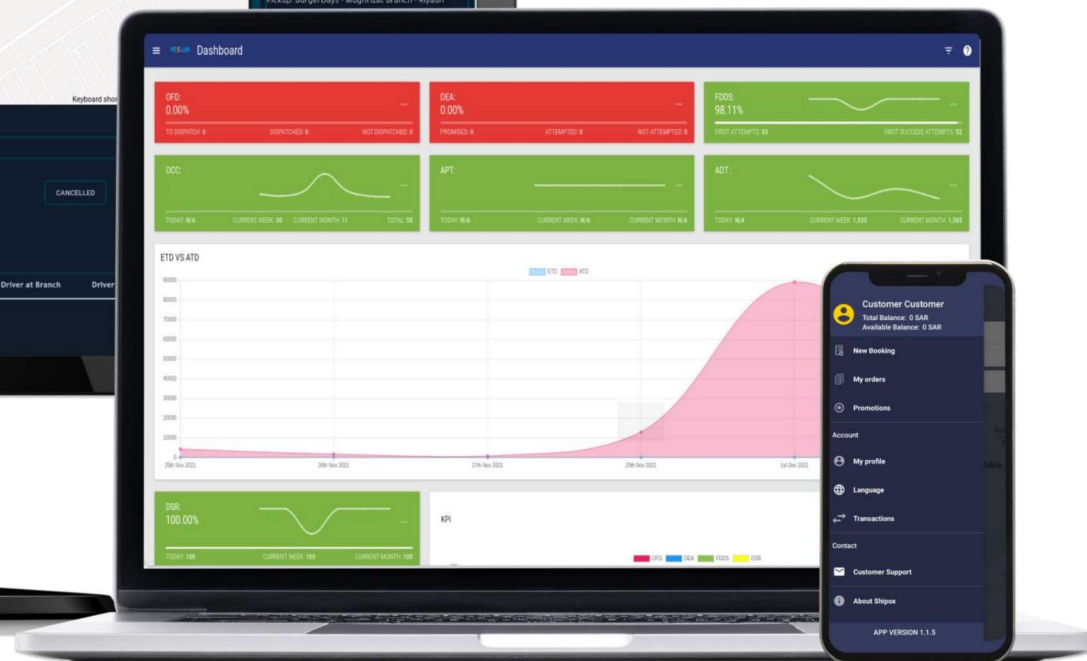 Pickup: BurgerDays - Mughrizat Branch - Riyadh
Keyboard shor
CANCELLED
Driver at Branch
Driver
Dashboard
OFD:
0.00%
TO DISPATCH: 0
DISPATCHED: 0
NOT DISPATCHED: 0
DEA:
0.00%
PROMISED: 0
ATTEMPTED: 0
NOT ATTEMPTED: 0
FDDS:
98.11%
FIRST ATTEMPTS: 53
FIRST SUCCESS ATTEMPTS: 52
OCC:
TODAY: N/A
CURRENT WEEK: 50
CURRENT MONTH: 11
TOTAL: 50
APT:
TODAY: N/A
CURRENT WEEK: N/A
CURRENT MONTH: N/A
ADT :
TODAY: N/A
CURRENT WEEK: 1,535
CURRENT MONTH: 1,365
ETD VS ATD
ETD
ATD
90000
80000
70000
60000
50000
40000
30000
20000
10000
0
25th Nov 2021
26th Nov 2021
27th Nov 2021
29th Nov 2021
1st Dec 2021
DSR:
100.00%
TODAY: 100
CURRENT WEEK: 100
CURRENT MONTH: 100
KPI
OFD
DEA
FDDS
DSR
Customer Customer
Total Balance: 0 SAR
Available Balance: 0 SAR
New Booking
My orders
Promotions
Account
My profile
Language
Transactions
Contact
Customer Support
About Shipox
APP VERSION 1.1.5